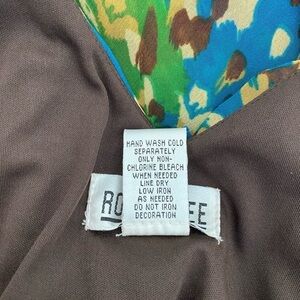 HAND WASH COLD
SEPARATELY
ONLY NON-
CHLORINE BLEACH
WHEN NEEDED
LINE DRY
LOW IRON
AS NEEDED
DO NOT IRON
DECORATION